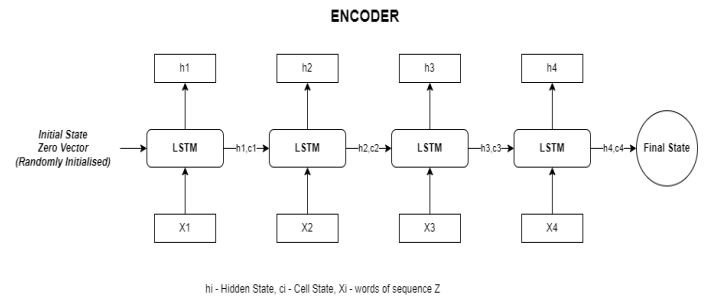 ENCODER
h1
h2
h3
h4
Initial State
Zero Vector
(Randomly Initialised)
LSTM
h1,c1
LSTM
h2,c2
LSTM
h3,c3
LSTM
h4,c4
Final State
X1
X2
X3
X4
hi - Hidden State, ci - Cell State, Xi - words of sequence Z